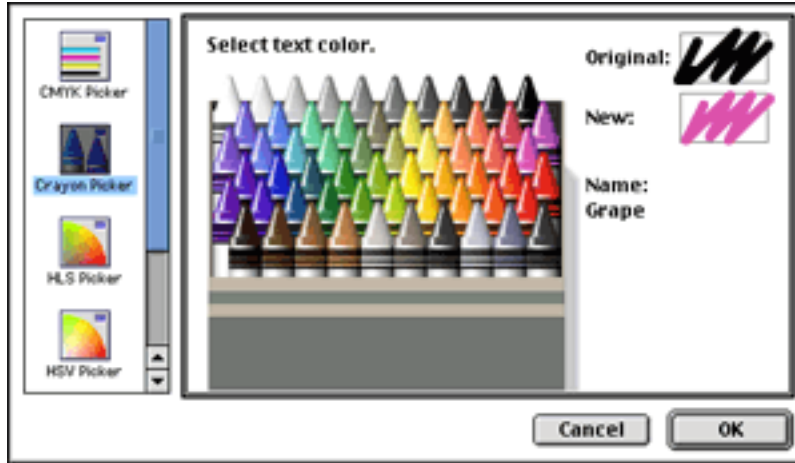 Select text color.
Original:
New:
Name:
Grape
CMYK Picker
Crayon Picker
HLS Picker
HSV Picker
Cancel
OK